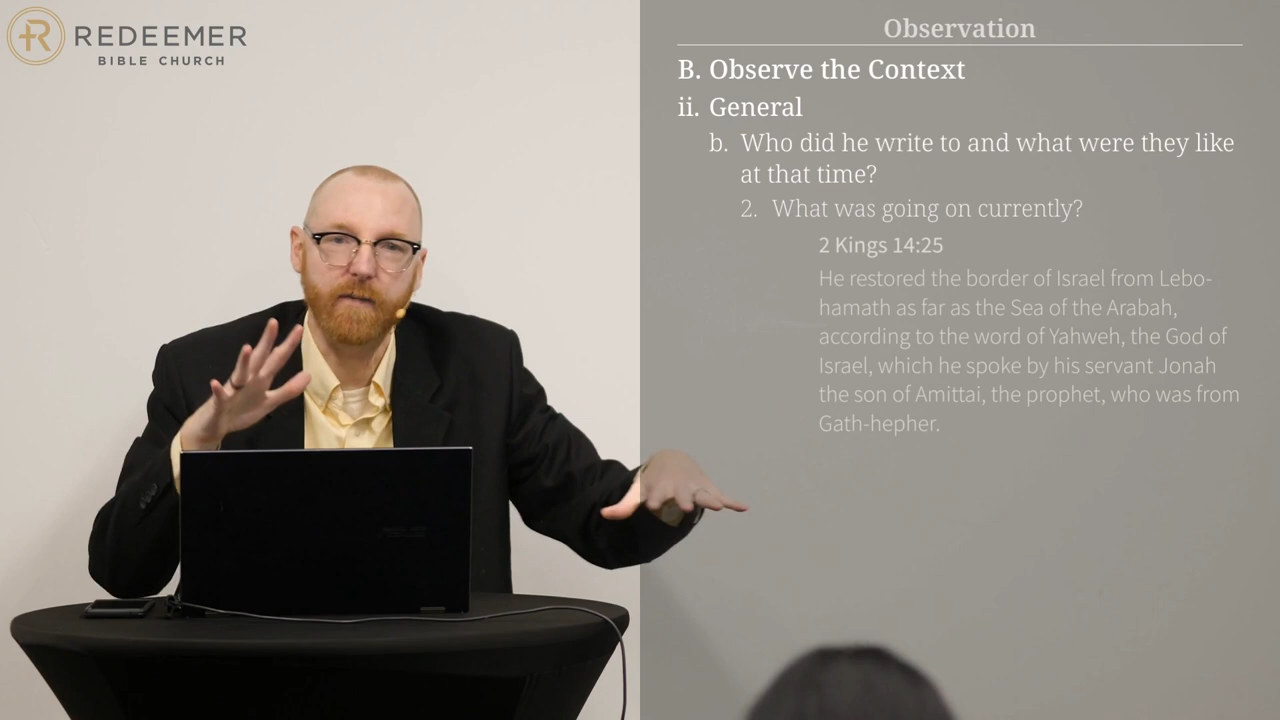 REDEEMER
BIBLE CHURCH
Observation
B. Observe the Context
ii. General
b. Who did he write to and what were they like
at that time?
2. What was going on currently?
2 Kings 14:25
He restored the border of Israel from Lebo-
hamath as far as the Sea of the Arabah,
according to the word of Yahweh, the God of
Israel, which he spoke by his servant Jonah
the son of Amittai, the prophet, who was from
Gath-hepher.